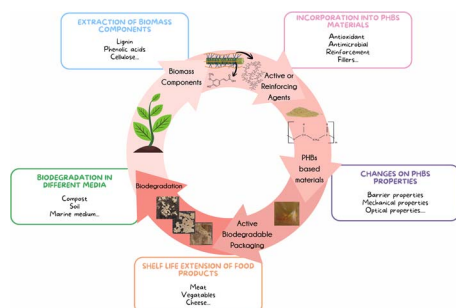 EXTRACTION OF BIOMASS
COMPONENTS
Lignin
Phenolic acids
Cellulose...
INCORPORATION INTO PHBS
MATERIALS
Antioxidant
Antimicrobial
Reinforcement
Fillers...
Biomass
Components
Active or
Reinforcing
Agents
PHBs
based
materials
CHANGES ON PHBS
PROPERTIES
Barrier properties
Mechanical properties
Optical properties...
BIODEGRADATION IN
DIFFERENT MEDIA
Compost
Soil
Marine medium...
Biodegradation
Active
Biodegradable
Packaging
SHELF LIFE EXTENSION OF FOOD
PRODUCTS
Meat
Vegatables
Cheese...